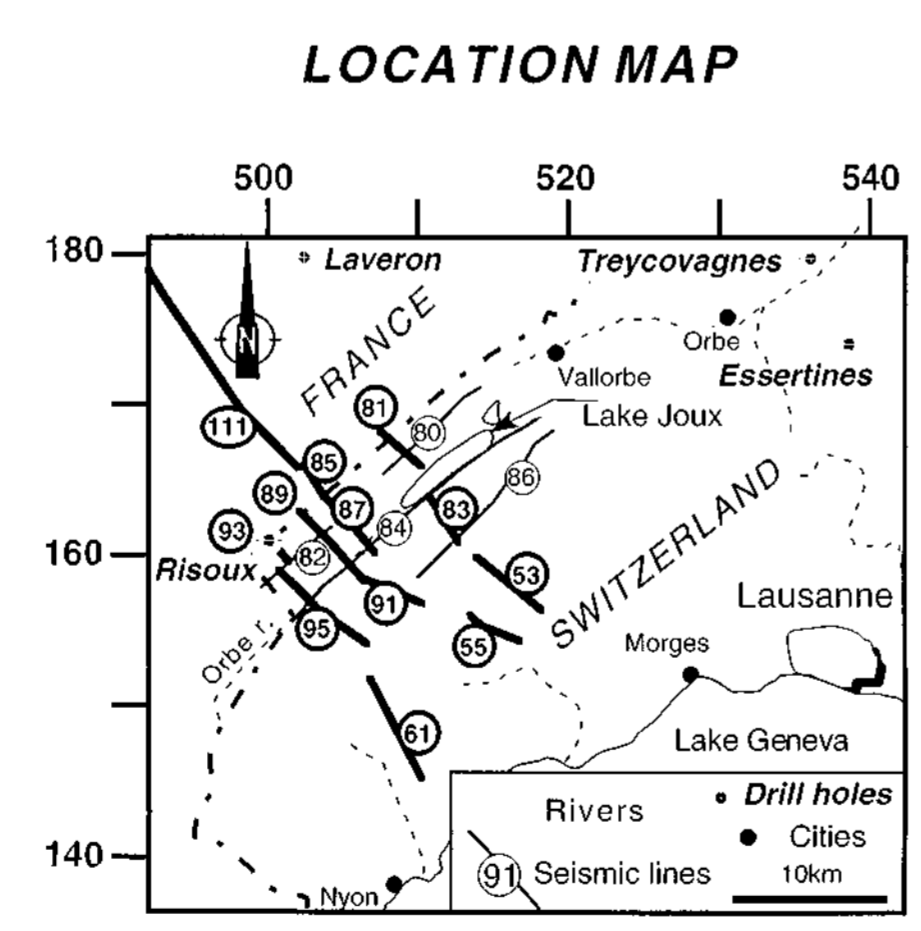 LOCATION MAP
500
520
540
180
160
140
N
Laveron
Treycovagnes
FRANCE
Orbe
Vallorbe
Essertines
81
80
Lake Joux
111
85
86
89
87
83
84
93
82
Risoux
53
SWITZERLAND
91
95
55
Lausanne
Orbe r.
Morges
61
Lake Geneva
Nyon
Rivers
Drill holes
Cities
91 Seismic lines
10km